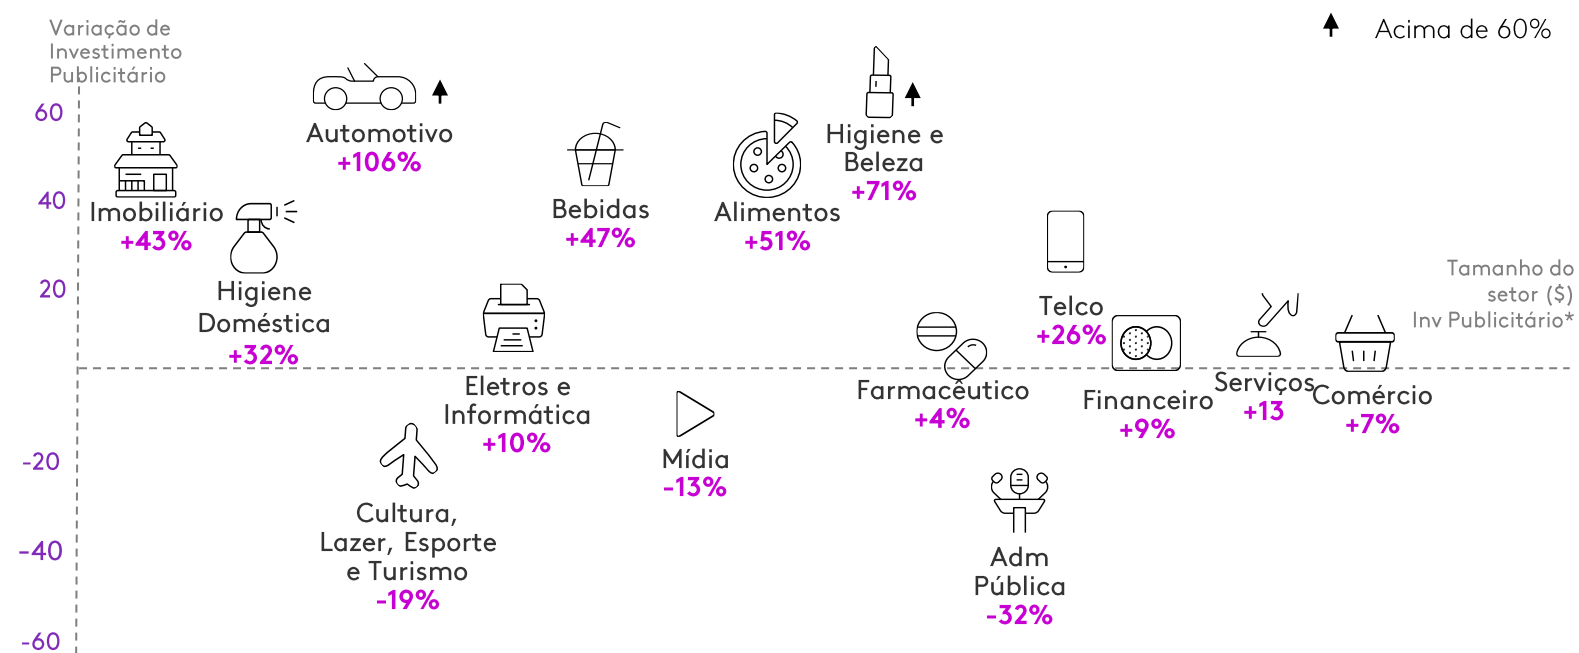 Variação de
Investimento
Publicitário
Acima de 60%
60
40
20
-20
-40
-60
Imobiliário
+43%
Higiene
Doméstica
+32%
Automotivo
+106%
Cultura,
Lazer, Esporte
e Turismo
-19%
Eletros e
Informática
+10%
Bebidas
+47%
Mídia
-13%
Alimentos
+51%
Higiene e
Beleza
+71%
Farmacêutico
+4%
Adm
Pública
-32%
Telco
+26%
Financeiro
+9%
Serviços
+13
Comércio
+7%
Tamanho do
setor ($)
Inv Publicitário*